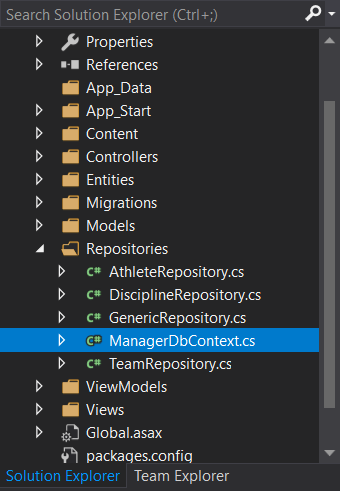 Search Solution Explorer (Ctrl+;)
Properties
References
App_Data
App_Start
Content
Controllers
Entities
Migrations
Models
Repositories
C# AthleteRepository.cs
C# DisciplineRepository.cs
C# GenericRepository.cs
C# ManagerDbContext.cs
C# TeamRepository.cs
ViewModels
Views
Global.asax
packages.config
Solution Explorer Team Explorer